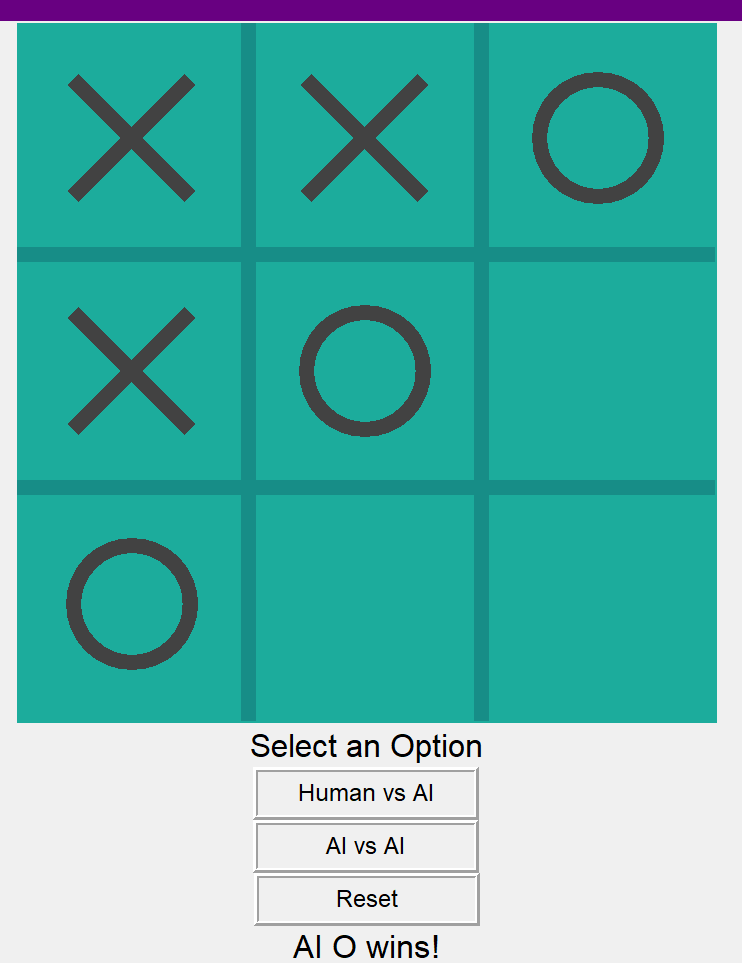 Select an Option
Human vs AI
AI vs AI
Reset
AI O wins!